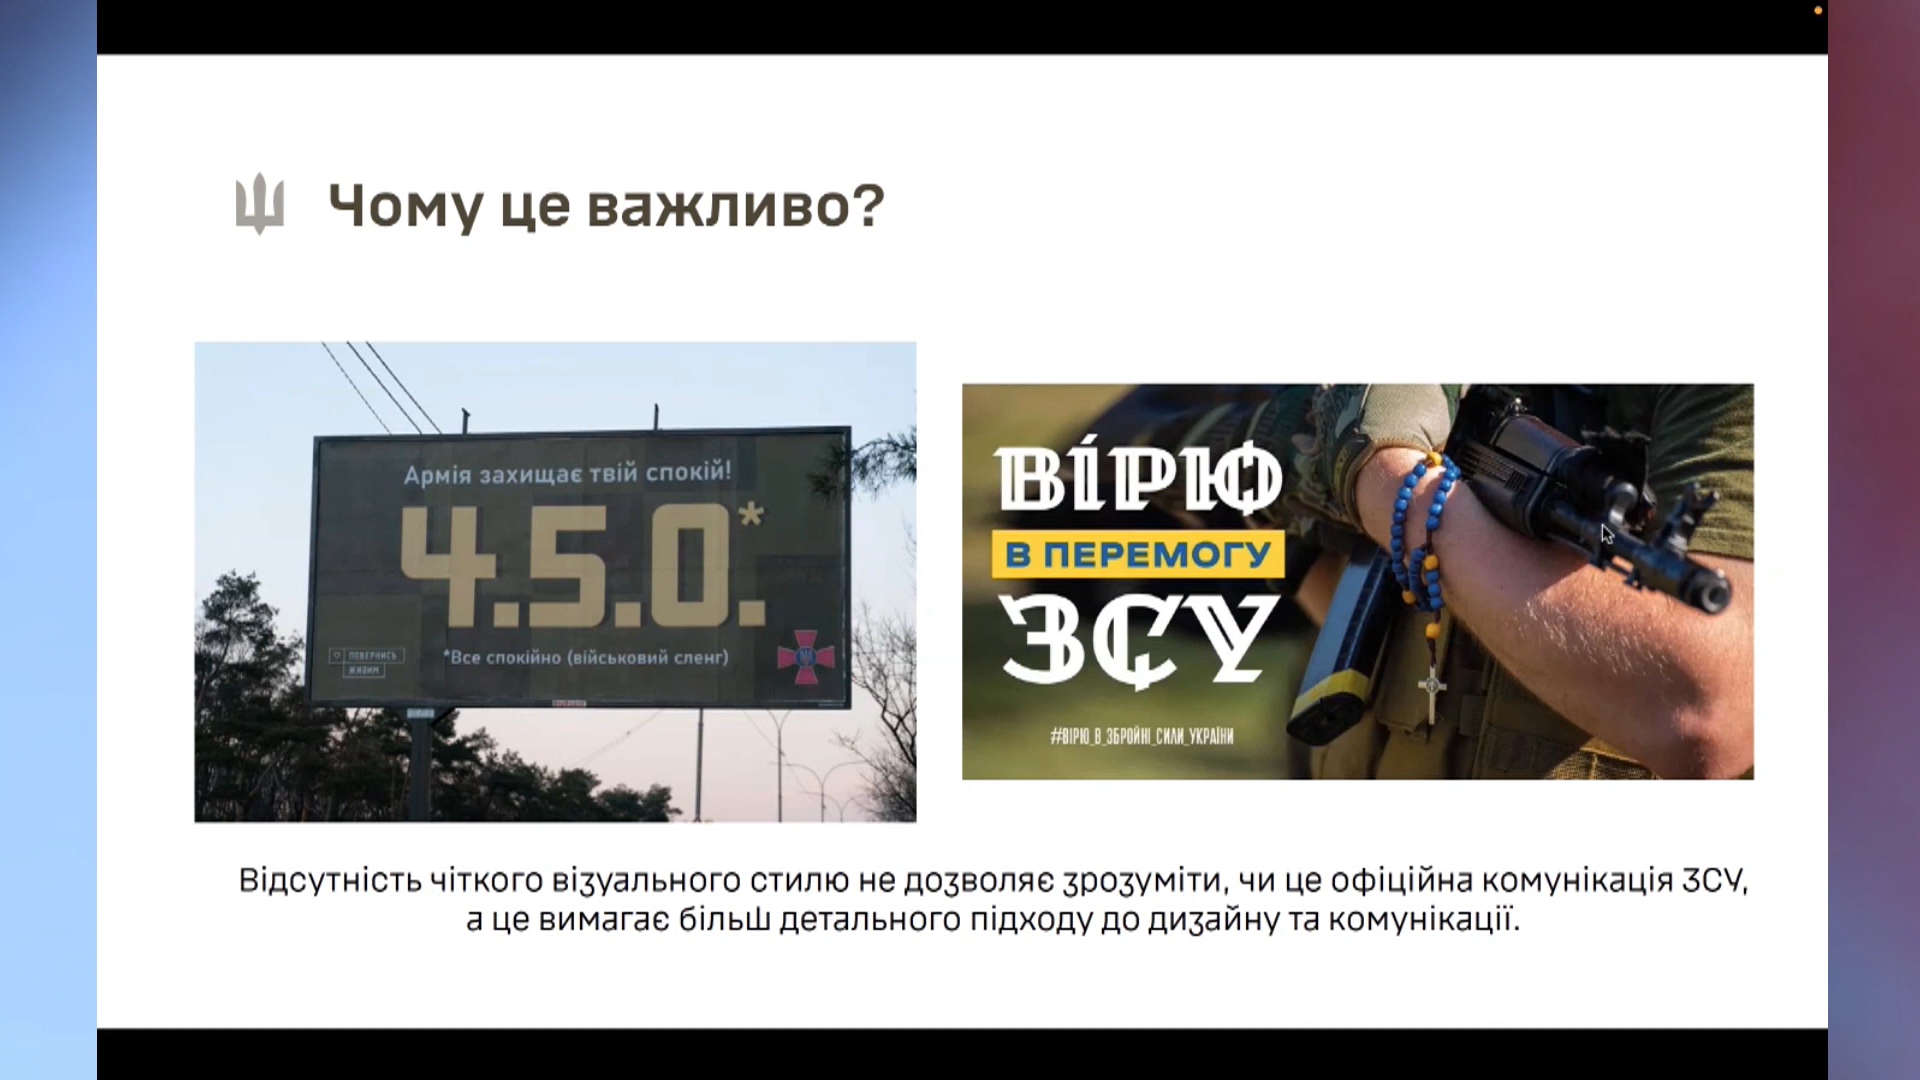 Чому це важливо?
Армія захищає твій спокій!
4.5.0.*
*Все спокійно (військовий сленг)
ПОВЕРНИСЬ
ЖИВИМ
ВІРЮ
В ПЕРЕМОГУ
ЗСУ
#ВІРЮ_В_ЗБРОЙНІ_СИЛИ_УКРАЇНИ
Відсутність чіткого візуального стилю не дозволяє зрозуміти, чи це офіційна комунікація ЗСУ,
а це вимагає більш детального підходу до дизайну та комунікації.